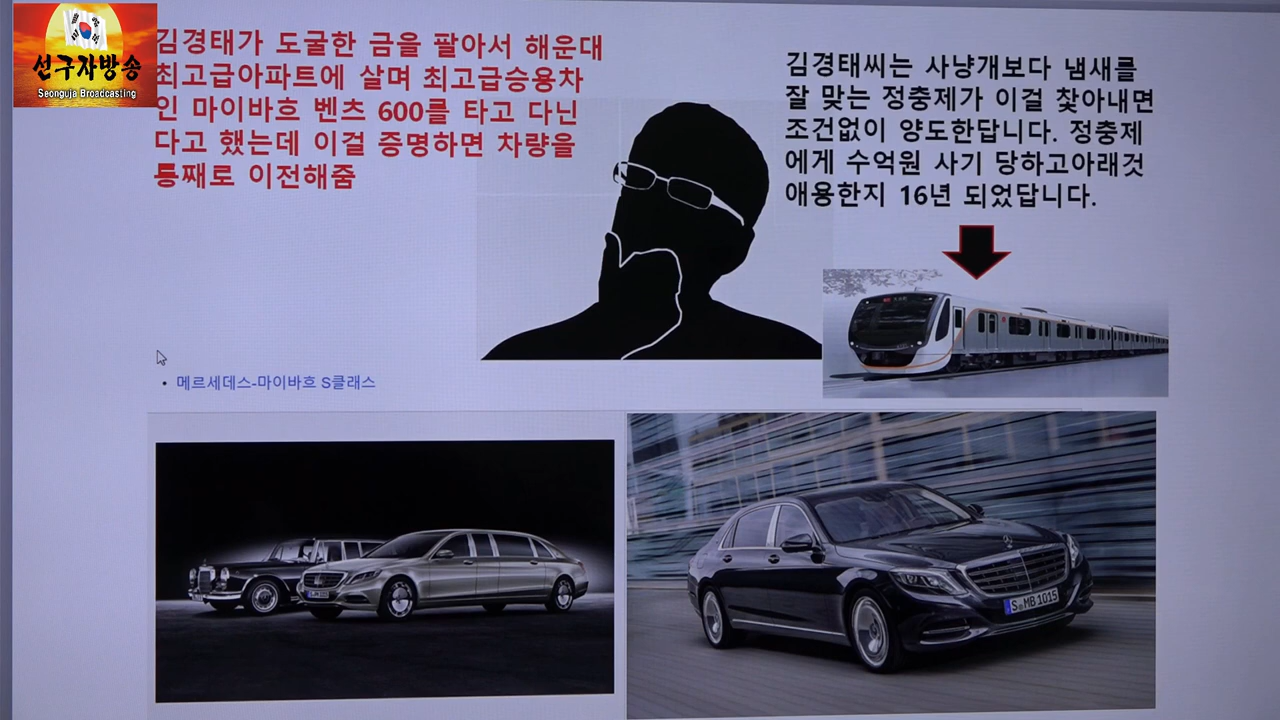 선구자방송
Seonguja Broadcasting
김경태가 도굴한 금을 팔아서 해운대
최고급아파트에 살며 최고급승용차
인 마이바흐 벤츠 600를 타고 다닌
다고 했는데 이걸 증명하면 차량을
통째로 이전해줌
김경태씨는 사냥개보다 냄새를
잘 맞는 정충제가 이걸 찾아내면
조건없이 양도한답니다. 정충제
에게 수억원 사기 당하고아래것
애용한지 16년 되었답니다.
• 메르세데스-마이바흐 S클래스
S MB 1015